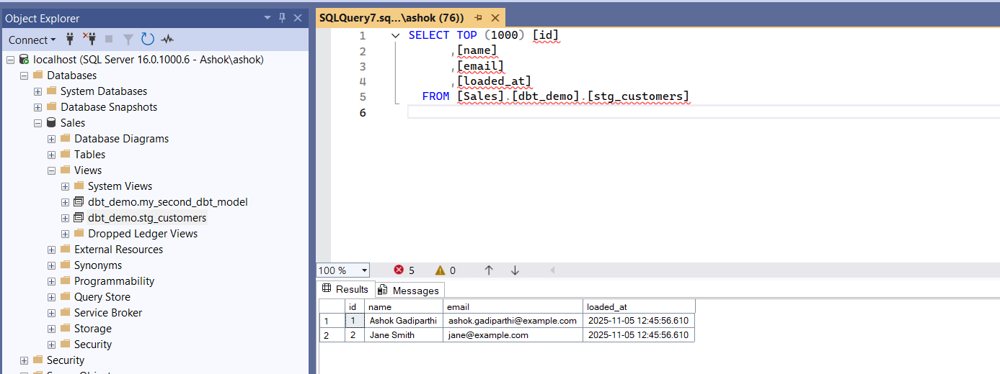 Object Explorer
Connect
localhost (SQL Server 16.0.1000.6 - Ashok\ashok)
Databases
System Databases
Database Snapshots
Sales
Database Diagrams
Tables
Views
System Views
dbt_demo.my_second_dbt_model
dbt_demo.stg_customers
Dropped Ledger Views
External Resources
Synonyms
Programmability
Query Store
Service Broker
Storage
Security
Security
SQLQuery7.sq...\ashok (76))
1 SELECT TOP (1000) [id]
2 ,[name]
3 ,[email]
4 ,[loaded_at]
5 FROM [Sales].[dbt_demo].[stg_customers]
6
100 % 5 0
Results Messages
id name email loaded_at
1 1 Ashok Gadiparthi ashok.gadiparthi@example.com 2025-11-05 12:45:56.610
2 2 Jane Smith jane@example.com 2025-11-05 12:45:56.610